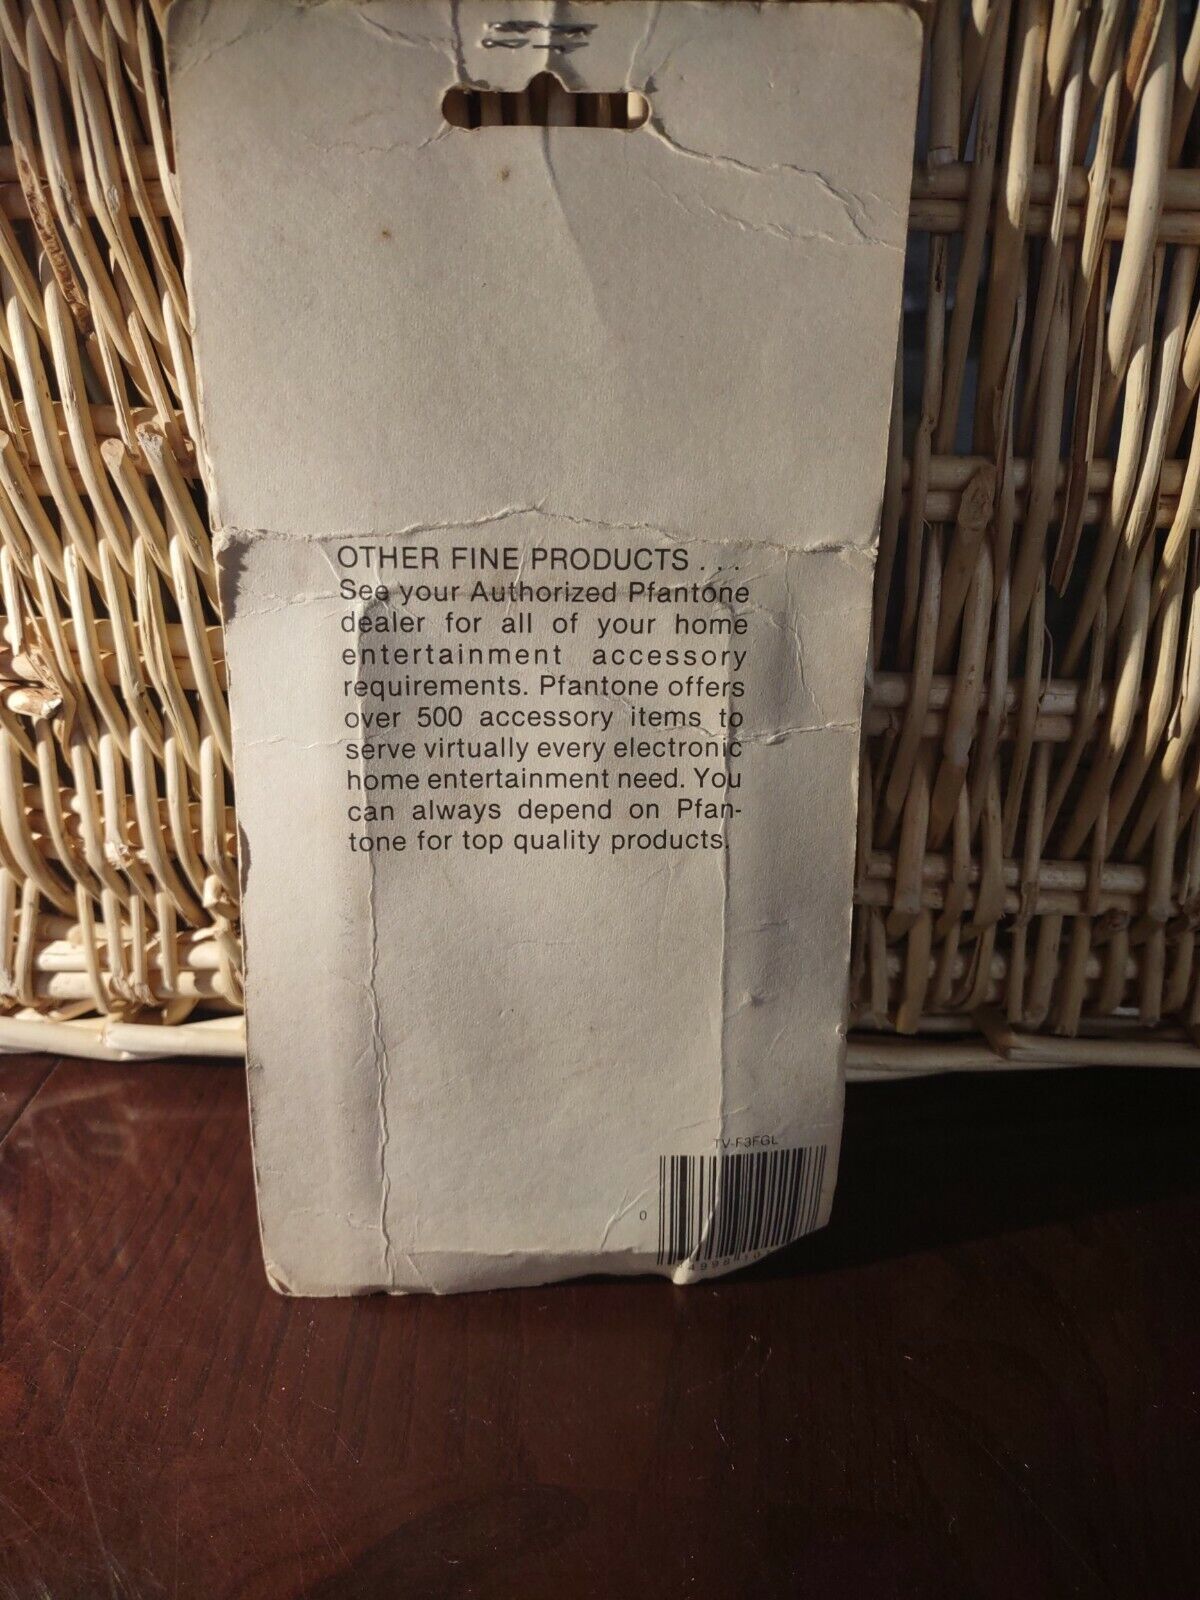 OTHER FINE PRODUCTS . . .
See your Authorized Pfantone
dealer for all of your home
entertainment accessory
requirements. Pfantone offers
over 500 accessory items to
serve virtually every electronic
home entertainment need. You
can always depend on Pfan-
tone for top quality products.
TV-F3FGL
0